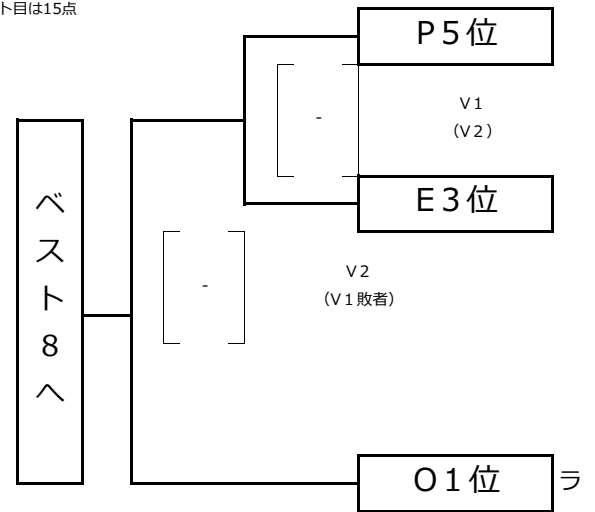 ト目は15点
P5位
-
V1
（V2）
E3位
ベスト8へ
-
V2
（V1敗者）
O1位
ラ